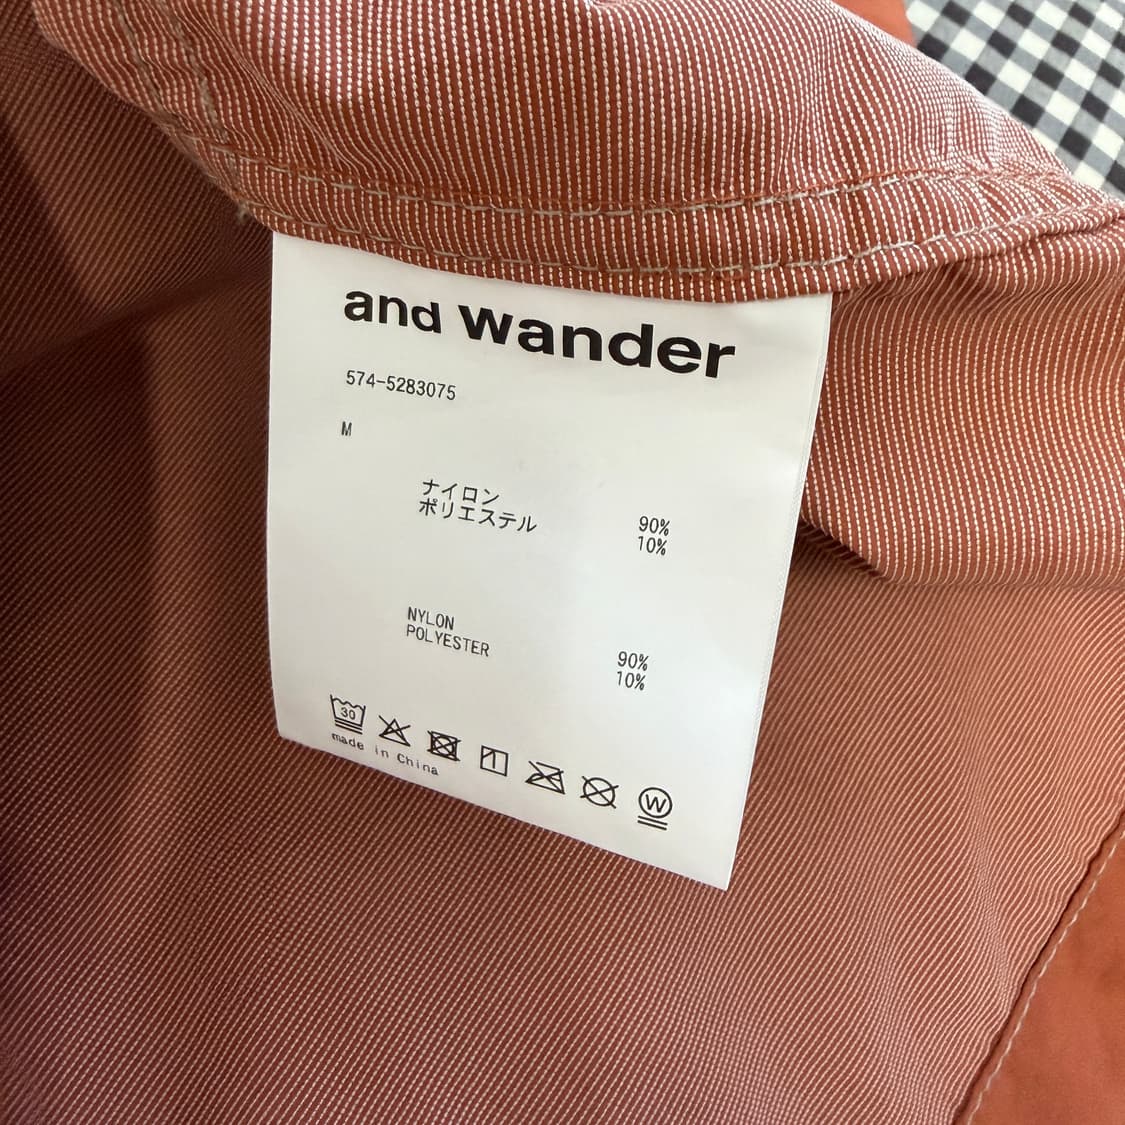 and wander
574-5283075
M
ナイロン 90%
ポリエステル 10%
NYLON 90%
POLYESTER 10%
30
W
made in China